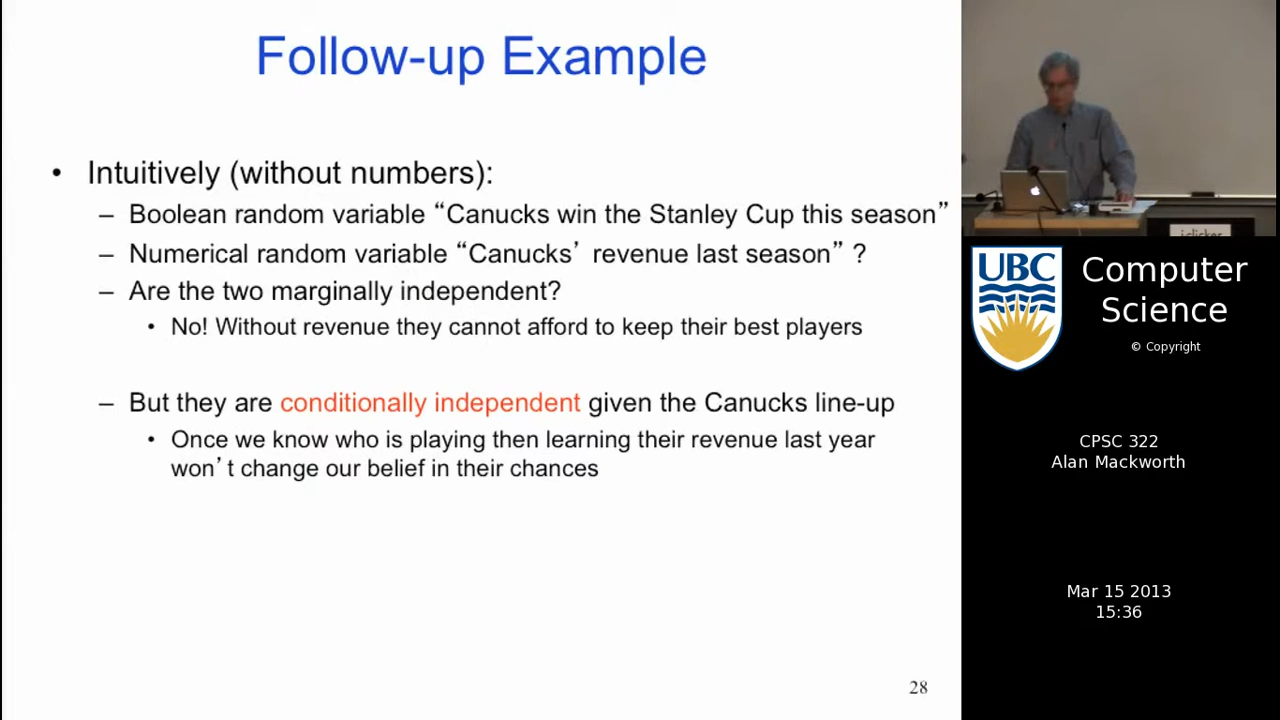 Follow-up Example
• Intuitively (without numbers):
– Boolean random variable “Canucks win the Stanley Cup this season”
– Numerical random variable “Canucks’ revenue last season” ?
– Are the two marginally independent?
• No! Without revenue they cannot afford to keep their best players
– But they are conditionally independent given the Canucks line-up
• Once we know who is playing then learning their revenue last year
won’t change our belief in their chances
28
i>clicker
UBC
Computer
Science
© Copyright
CPSC 322
Alan Mackworth
Mar 15 2013
15:36